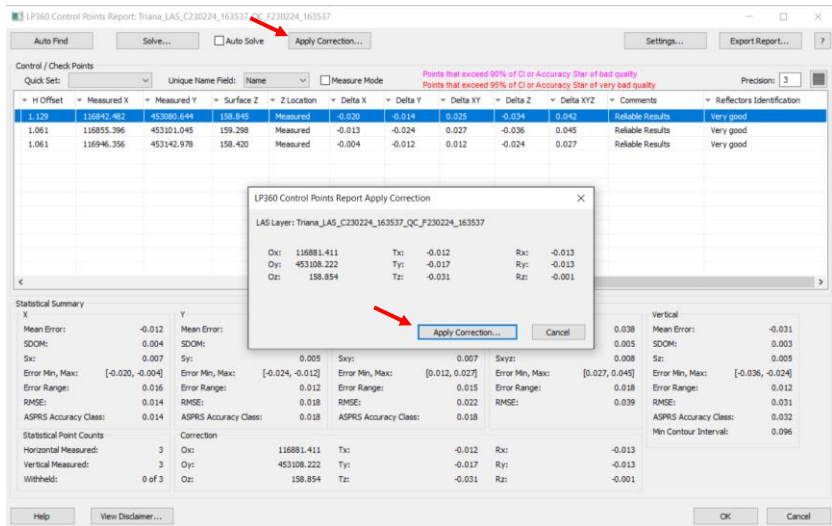 LP360 Control Points Report: Triana_LAS_C230224_163537_QC_F230224_163537
Auto Find Solve... Auto Solve Apply Correction... Settings... Export Report... ?
Control / Check Points
Quick Set: Unique Name Field: Name Measure Mode Points that exceed 90% of CI or Accuracy Star of bad quality Precision: 3
Points that exceed 95% of CI or Accuracy Star of very bad quality
H Offset Measured X Measured Y Surface Z Z Location Delta X Delta Y Delta XY Delta Z Delta XYZ Comments Reflectors Identification
1.129 116842.482 453080.644 158.845 Measured -0.020 -0.014 0.025 -0.034 0.042 Reliable Results Very good
1.061 116855.396 453101.045 159.298 Measured -0.013 -0.024 0.027 -0.036 0.045 Reliable Results Very good
1.061 116946.356 453142.978 158.420 Measured -0.004 -0.012 0.012 -0.024 0.027 Reliable Results Very good
LP360 Control Points Report Apply Correction
LAS Layer: Triana_LAS_C230224_163537_QC_F230224_163537
Ox: 116881.411 Tx: -0.012 Rx: -0.013
Oy: 453108.222 Ty: -0.017 Ry: -0.013
Oz: 158.854 Tz: -0.031 Rz: -0.001
Apply Correction... Cancel
Statistical Summary
X Y Vertical
Mean Error: -0.012 Mean Error: 0.038 Mean Error: -0.031
SDOM: 0.004 SDOM: 0.005 SDOM: 0.003
Sx: 0.007 Sy: 0.005 Sxy: 0.007 Sxyz: 0.008 Sz: 0.005
Error Min, Max: [-0.020, -0.004] Error Min, Max: [-0.024, -0.012] Error Min, Max: [0.012, 0.027] Error Min, Max: [0.027, 0.045] Error Min, Max: [-0.036, -0.024]
Error Range: 0.016 Error Range: 0.012 Error Range: 0.015 Error Range: 0.018 Error Range: 0.012
RMSE: 0.014 RMSE: 0.018 RMSE: 0.022 RMSE: 0.039 RMSE: 0.031
ASPRS Accuracy Class: 0.014 ASPRS Accuracy Class: 0.018 ASPRS Accuracy Class: 0.018 ASPRS Accuracy Class: 0.032
Min Contour Interval: 0.096
Statistical Point Counts Correction
Horizontal Measured: 3 Ox: 116881.411 Tx: -0.012 Rx: -0.013
Vertical Measured: 3 Oy: 453108.222 Ty: -0.017 Ry: -0.013
Withheld: 0 of 3 Oz: 158.854 Tz: -0.031 Rz: -0.001
Help View Disclaimer... OK Cancel